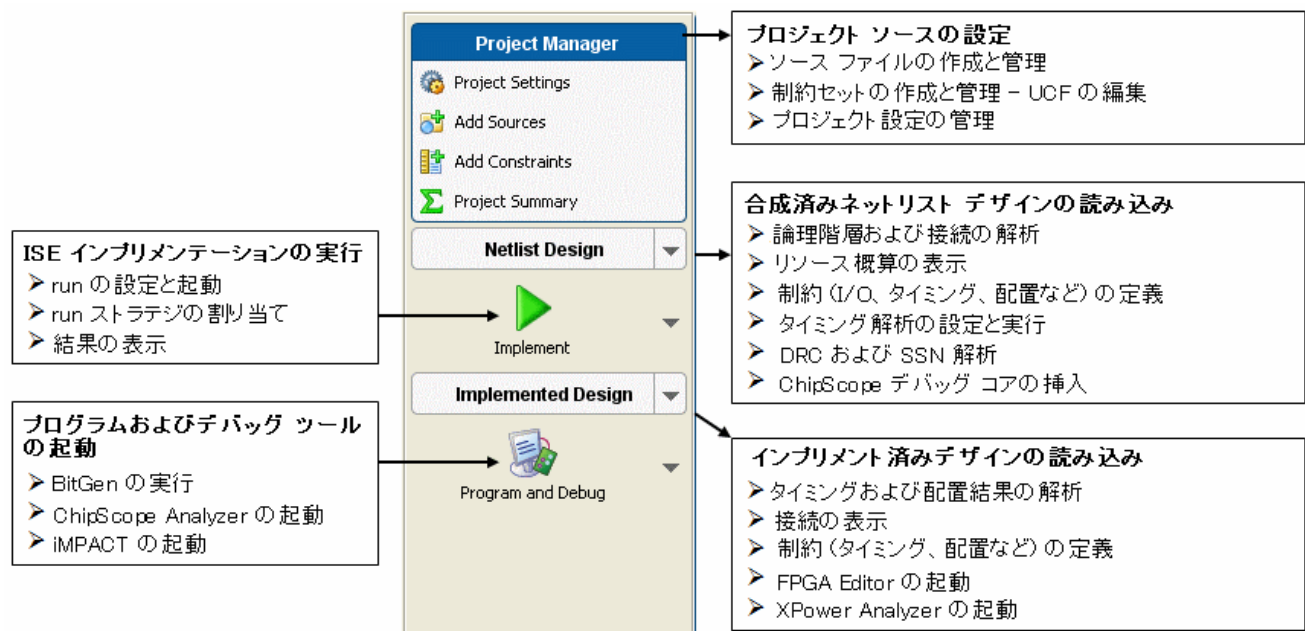 Project Manager
Project Settings
Add Sources
Add Constraints
Project Summary
Netlist Design
Implement
Implemented Design
Program and Debug
プロジェクト ソースの設定
➢ソース ファイルの作成と管理
➢制約セットの作成と管理 – UCF の編集
➢プロジェクト設定の管理
合成済みネットリスト デザインの読み込み
➢ 論理階層および接続の解析
➢ リソース概算の表示
➢ 制約 (I/O、タイミング、配置など) の定義
➢ タイミング解析の設定と実行
➢ DRC および SSN 解析
➢ ChipScope デバッグ コアの挿入
ISE インプリメンテーションの実行
➢ run の設定と起動
➢ run ストラテジの割り当て
➢ 結果の表示
プログラムおよびデバッグ ツール
の起動
➢ BitGen の実行
➢ ChipScope Analyzer の起動
➢ iMPACT の起動
インプリメント済みデザインの読み込み
➢タイミングおよび配置結果の解析
➢ 接続の表示
➢ 制約 (タイミング、配置など) の定義
➢ FPGA Editor の起動
➢ XPower Analyzer の起動